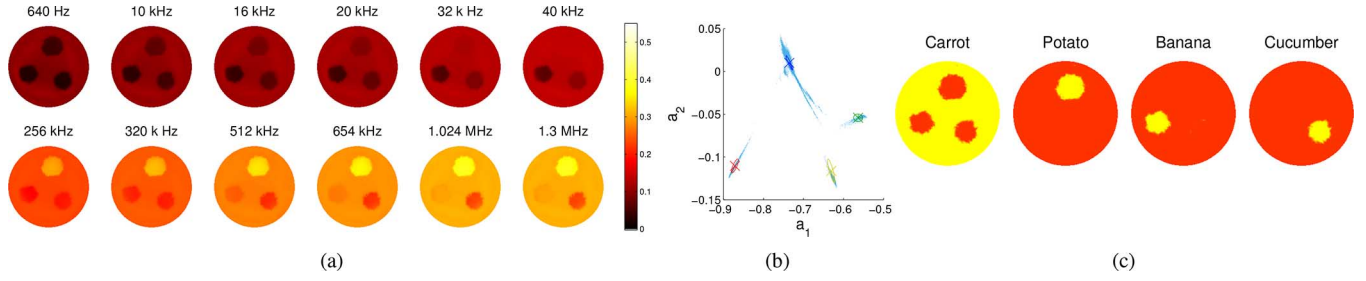 640 Hz 10 kHz 16 kHz 20 kHz 32 k Hz 40 kHz
256 kHz 320 k Hz 512 kHz 654 kHz 1.024 MHz 1.3 MHz
0.5
0.4
0.3
0.2
0.1
0
(a)
0.05
0
−0.05
−0.1
−0.15
a2
−0.9 −0.8 −0.7 −0.6 −0.5
a1
(b)
Carrot Potato Banana Cucumber
(c)